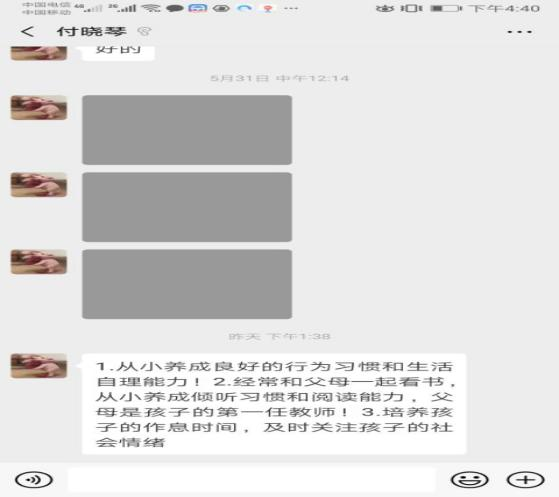 中国电信
中国移动
下午4:40
付晓琴
好的
5月31日 中午12:14
昨天 下午1:38
1.从小养成良好的行为习惯和生活
自理能力！2.经常和父母一起看书，
从小养成倾听习惯和阅读能力，父
母是孩子的第一任教师！3.培养孩
子的作息时间，及时关注孩子的社
会情绪